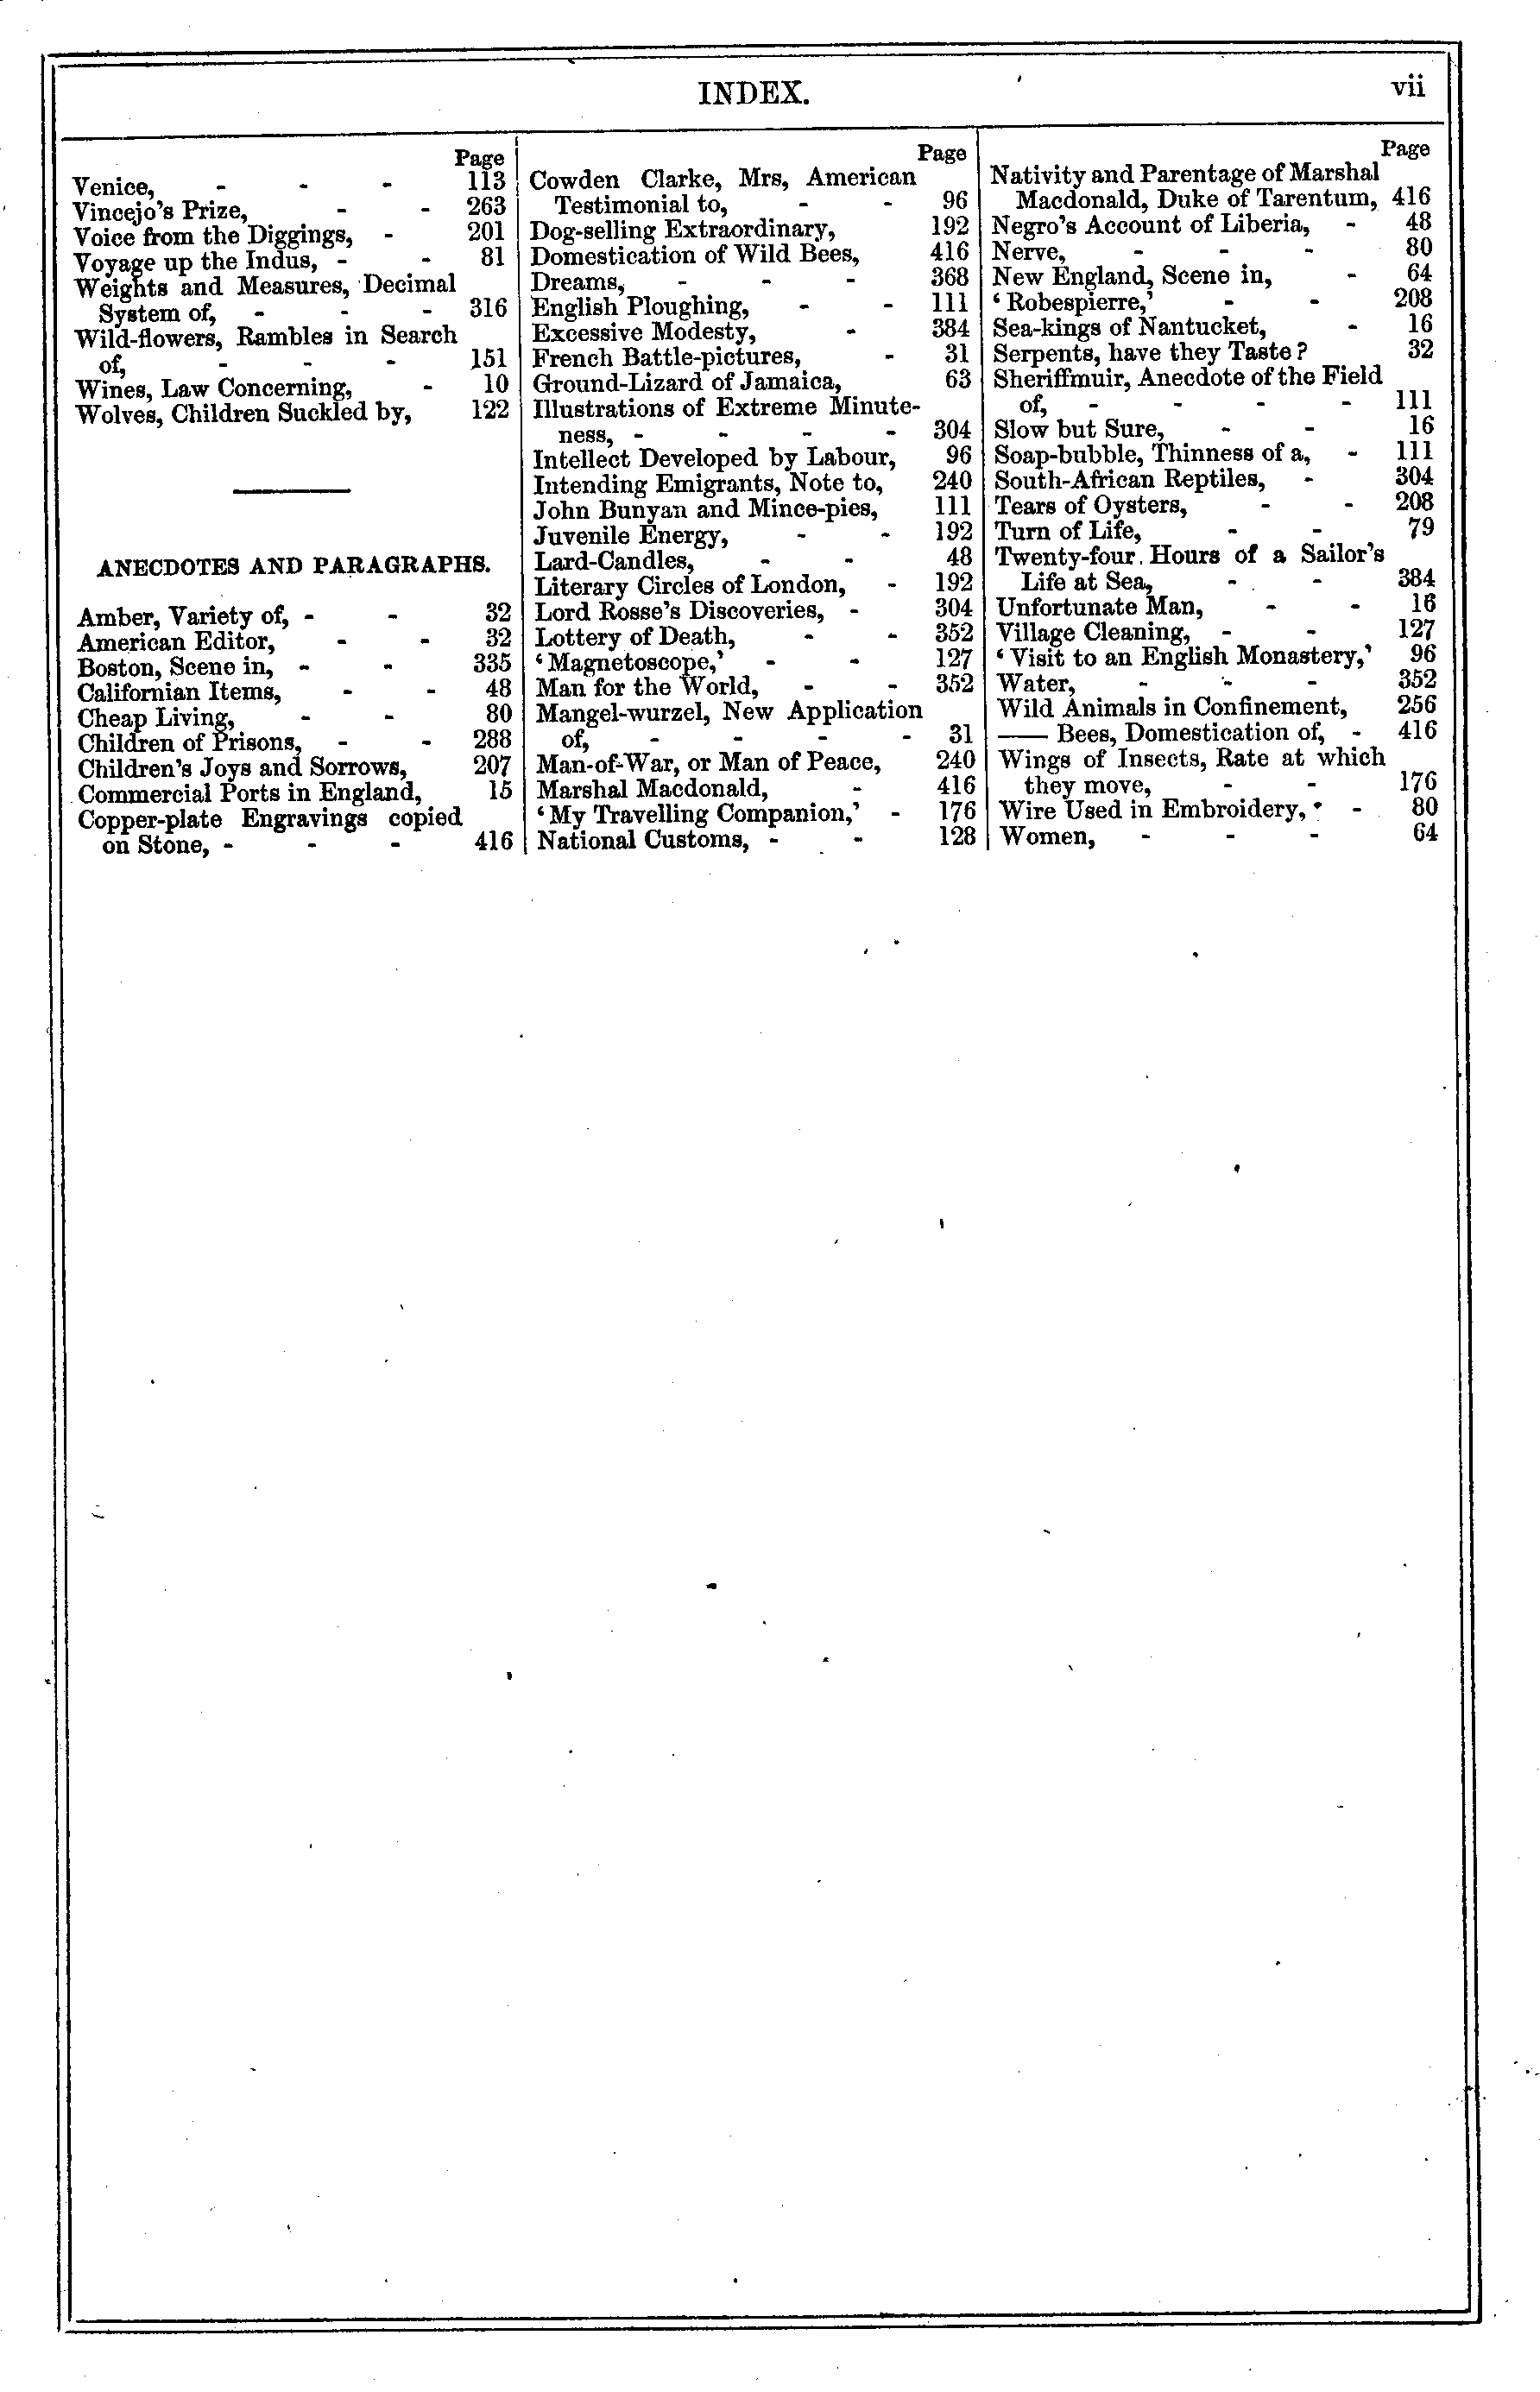 INDEX.
vii
Page
Venice, - - - 113
Vincejo's Prize, - - 263
Voice from the Diggings, - 201
Voyage up the Indus, - - 81
Weights and Measures, Decimal
System of, - - - 316
Wild-flowers, Rambles in Search
of, - - - 151
Wines, Law Concerning, - 10
Wolves, Children Suckled by, 122
ANECDOTES AND PARAGRAPHS.
Amber, Variety of, - - 32
American Editor, - - 32
Boston, Scene in, - - 335
Californian Items, - - 48
Cheap Living, - - 80
Children of Prisons, - - 288
Children's Joys and Sorrows, 207
Commercial Ports in England, 15
Copper-plate Engravings copied
on Stone, - - - 416
Page
Cowden Clarke, Mrs, American
Testimonial to, - - 96
Dog-selling Extraordinary, 192
Domestication of Wild Bees, 416
Dreams, - - - 368
English Ploughing, - - 111
Excessive Modesty, - 384
French Battle-pictures, - 31
Ground-Lizard of Jamaica, 63
Illustrations of Extreme Minute-
ness, - - - - 304
Intellect Developed by Labour, 96
Intending Emigrants, Note to, 240
John Bunyan and Mince-pies, 111
Juvenile Energy, - - 192
Lard-Candles, - - 48
Literary Circles of London, - 192
Lord Rosse's Discoveries, - 304
Lottery of Death, - - 352
‘Magnetoscope,’ - - 127
Man for the World, - - 352
Mangel-wurzel, New Application
of, - - - - 31
Man-of-War, or Man of Peace, 240
Marshal Macdonald, - 416
‘My Travelling Companion,’ - 176
National Customs, - - 128
Page
Nativity and Parentage of Marshal
Macdonald, Duke of Tarentum, 416
Negro's Account of Liberia, - 48
Nerve, - - - 80
New England, Scene in, - 64
‘Robespierre,’ - - 208
Sea-kings of Nantucket, - 16
Serpents, have they Taste? 32
Sheriffmuir, Anecdote of the Field
of, - - - - 111
Slow but Sure, - - 16
Soap-bubble, Thinness of a, - 111
South-African Reptiles, - 304
Tears of Oysters, - - 208
Turn of Life, - - 79
Twenty-four Hours of a Sailor's
Life at Sea, - - 384
Unfortunate Man, - - 16
Village Cleaning, - - 127
‘Visit to an English Monastery,’ 96
Water, - - - 352
Wild Animals in Confinement, 256
—— Bees, Domestication of, - 416
Wings of Insects, Rate at which
they move, - - 176
Wire Used in Embroidery, - - 80
Women, - - - 64